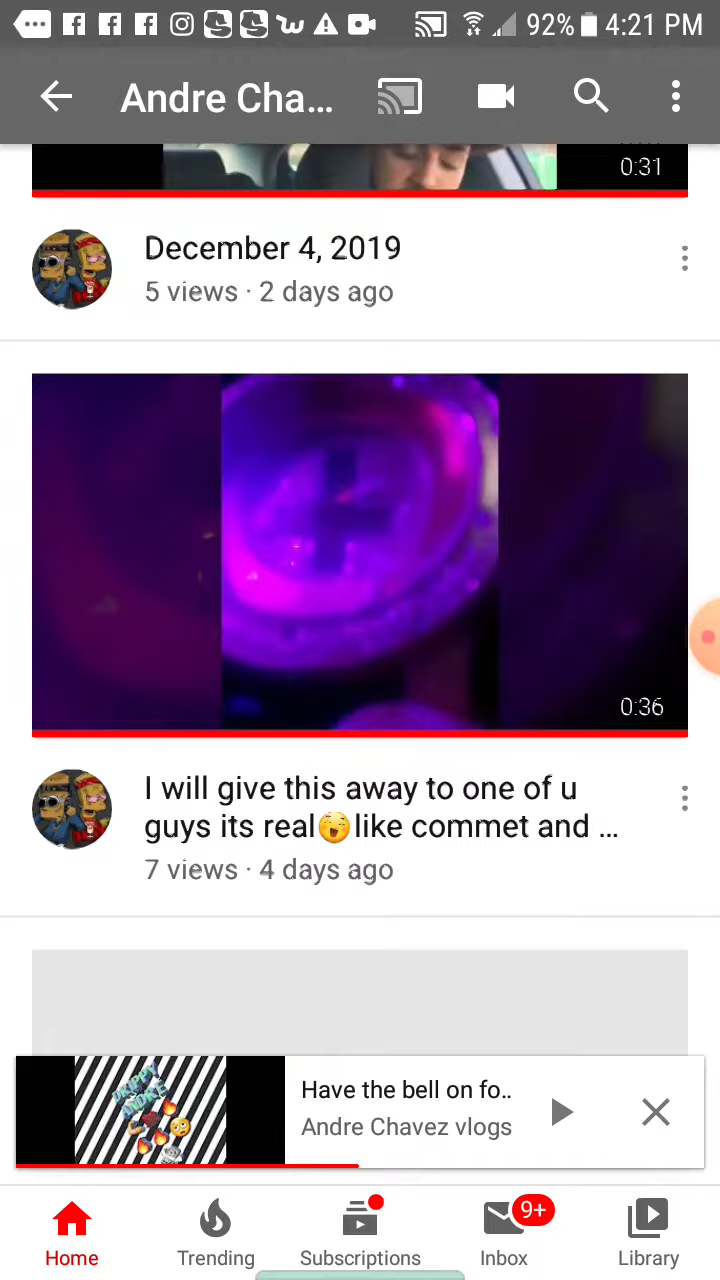 92% 4:21 PM
Andre Cha...
0:31
December 4, 2019
5 views · 2 days ago
0:36
I will give this away to one of u
guys its real😄like commet and ...
7 views · 4 days ago
DRIPPY
ANDRE
Have the bell on fo..
Andre Chavez vlogs
9+
Home Trending Subscriptions Inbox Library